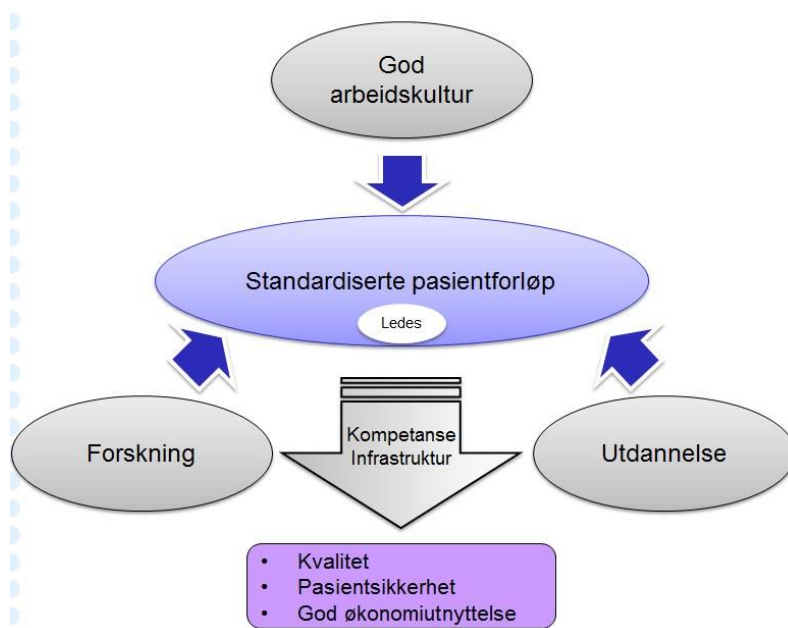 God
arbeidskultur
Standardiserte pasientforløp
Ledes
Forskning
Kompetanse
Infrastruktur
Utdannelse
• Kvalitet
• Pasientsikkerhet
• God økonomiutnyttelse